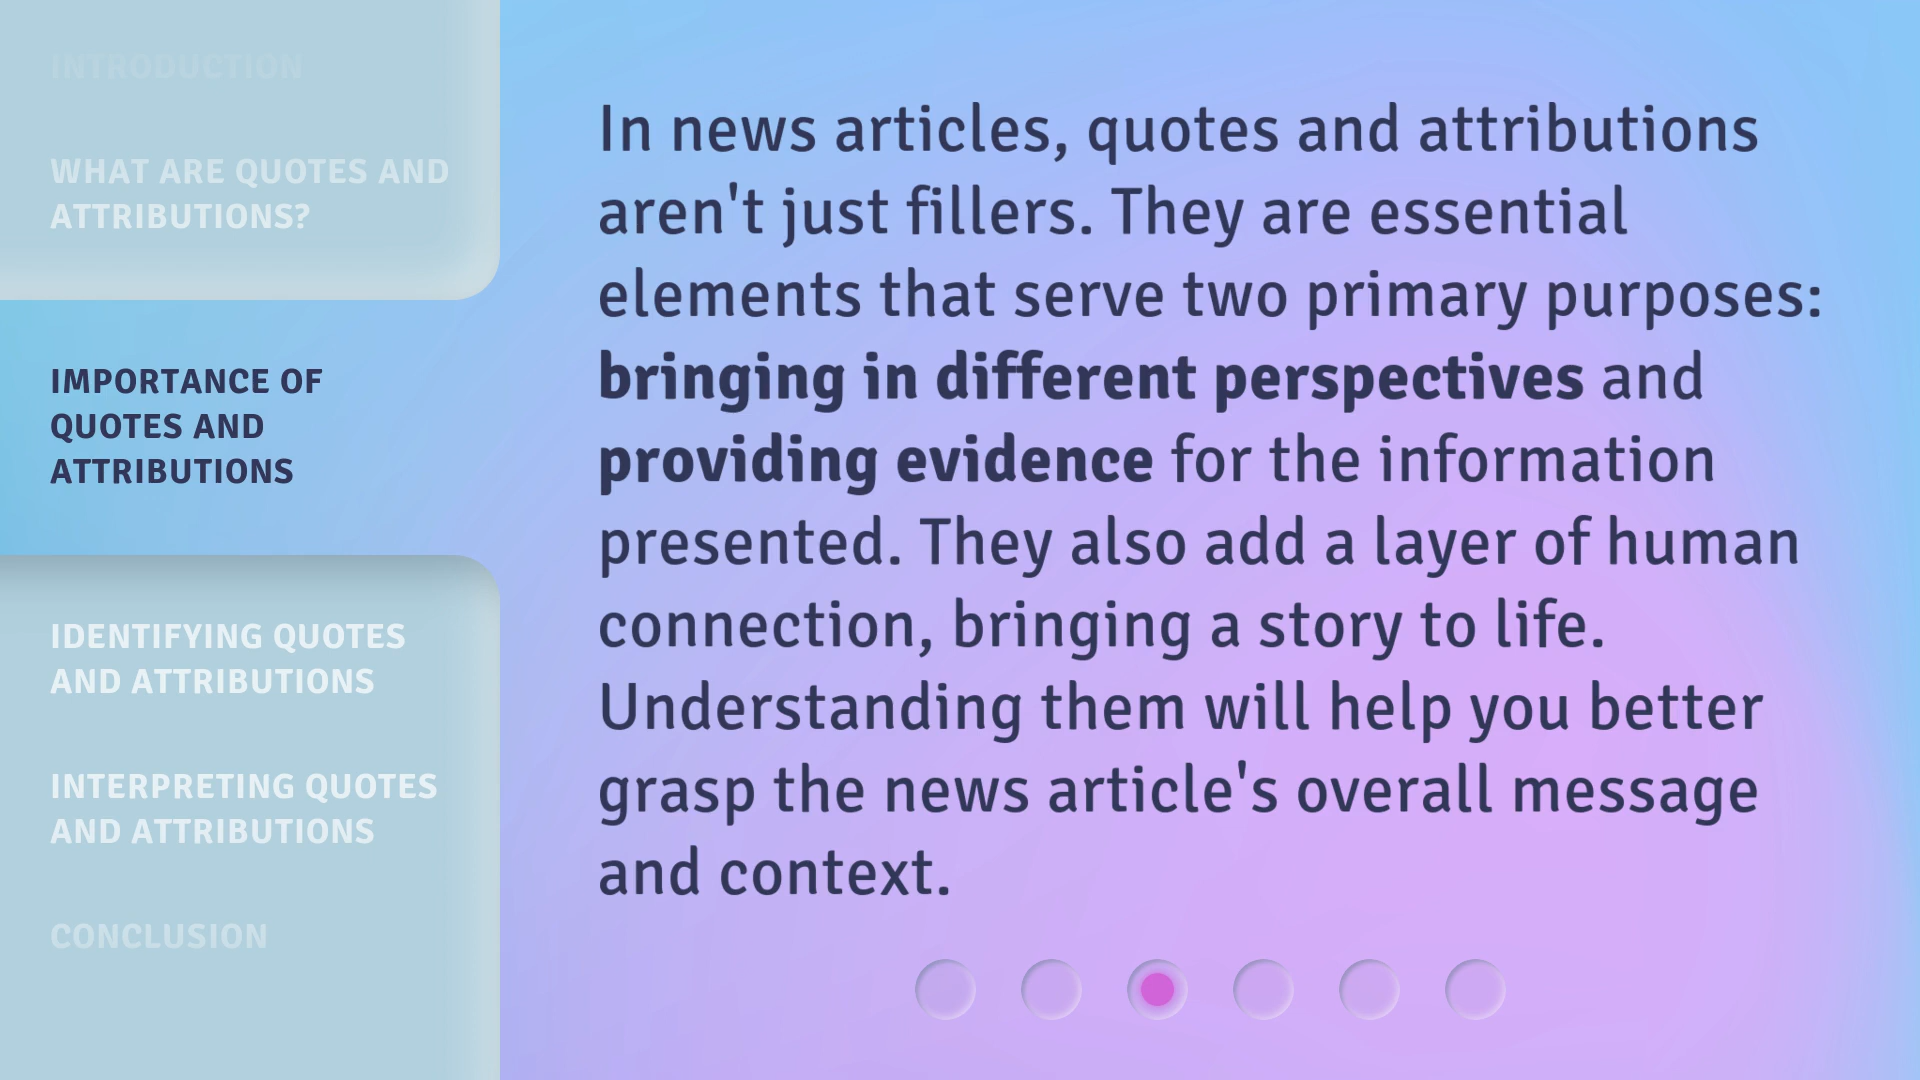 INTRODUCTION
WHAT ARE QUOTES AND
ATTRIBUTIONS?
IMPORTANCE OF
QUOTES AND
ATTRIBUTIONS
IDENTIFYING QUOTES
AND ATTRIBUTIONS
INTERPRETING QUOTES
AND ATTRIBUTIONS
CONCLUSION
In news articles, quotes and attributions
aren't just fillers. They are essential
elements that serve two primary purposes:
bringing in different perspectives and
providing evidence for the information
presented. They also add a layer of human
connection, bringing a story to life.
Understanding them will help you better
grasp the news article's overall message
and context.